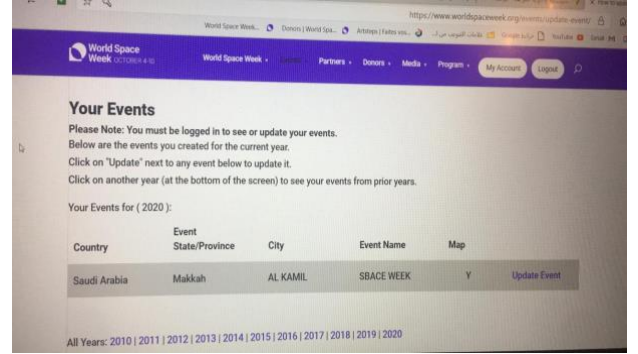 https://www.worldspaceweek.org/events/update-event/
World Space Week...
Donors | World Spa...
YouTube
World Space
Week OCTOBER 4-10
World Space Week
Partners
Donors
Media
Program
My Account
Logout
Your Events
Please Note: You must be logged in to see or update your events.
Below are the events you created for the current year.
Click on "Update" next to any event below to update it.
Click on another year (at the bottom of the screen) to see your events from prior years.
Your Events for ( 2020 ):
Country Event State/Province City Event Name Map
Saudi Arabia Makkah AL KAMIL SBACE WEEK Y Update Event
All Years: 2010 | 2011 | 2012 | 2013 | 2014 | 2015 | 2016 | 2017 | 2018 | 2019 | 2020